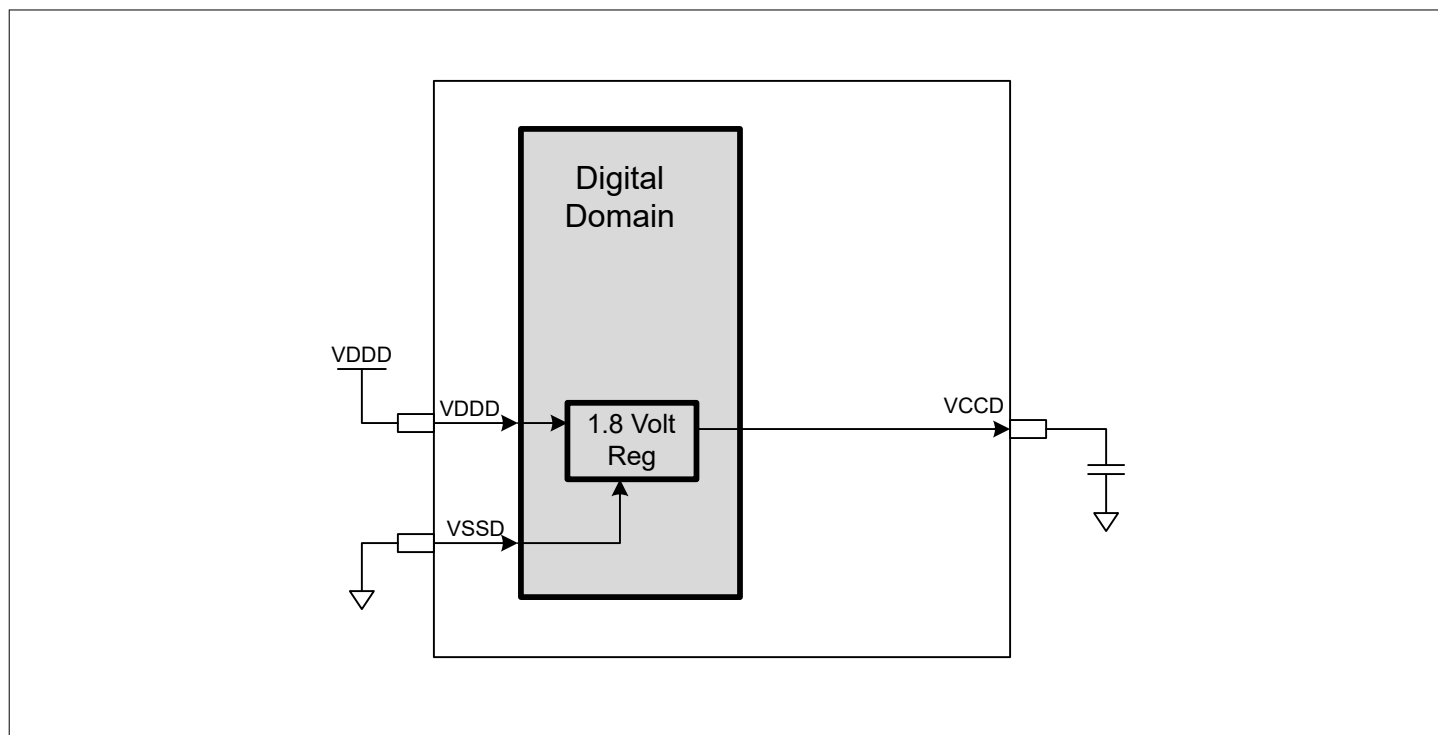 Digital
Domain
VDDD
VDDD
VCCD
1.8 Volt
Reg
VSSD